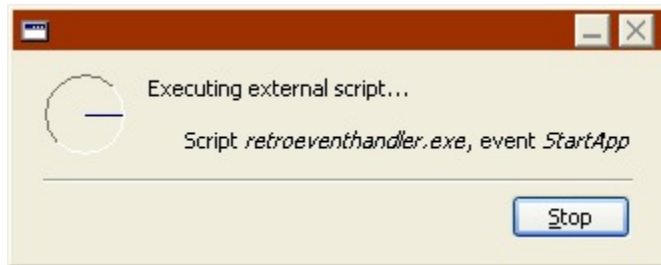 Executing external script...
Script retroeventhandler.exe, event StartApp
Stop